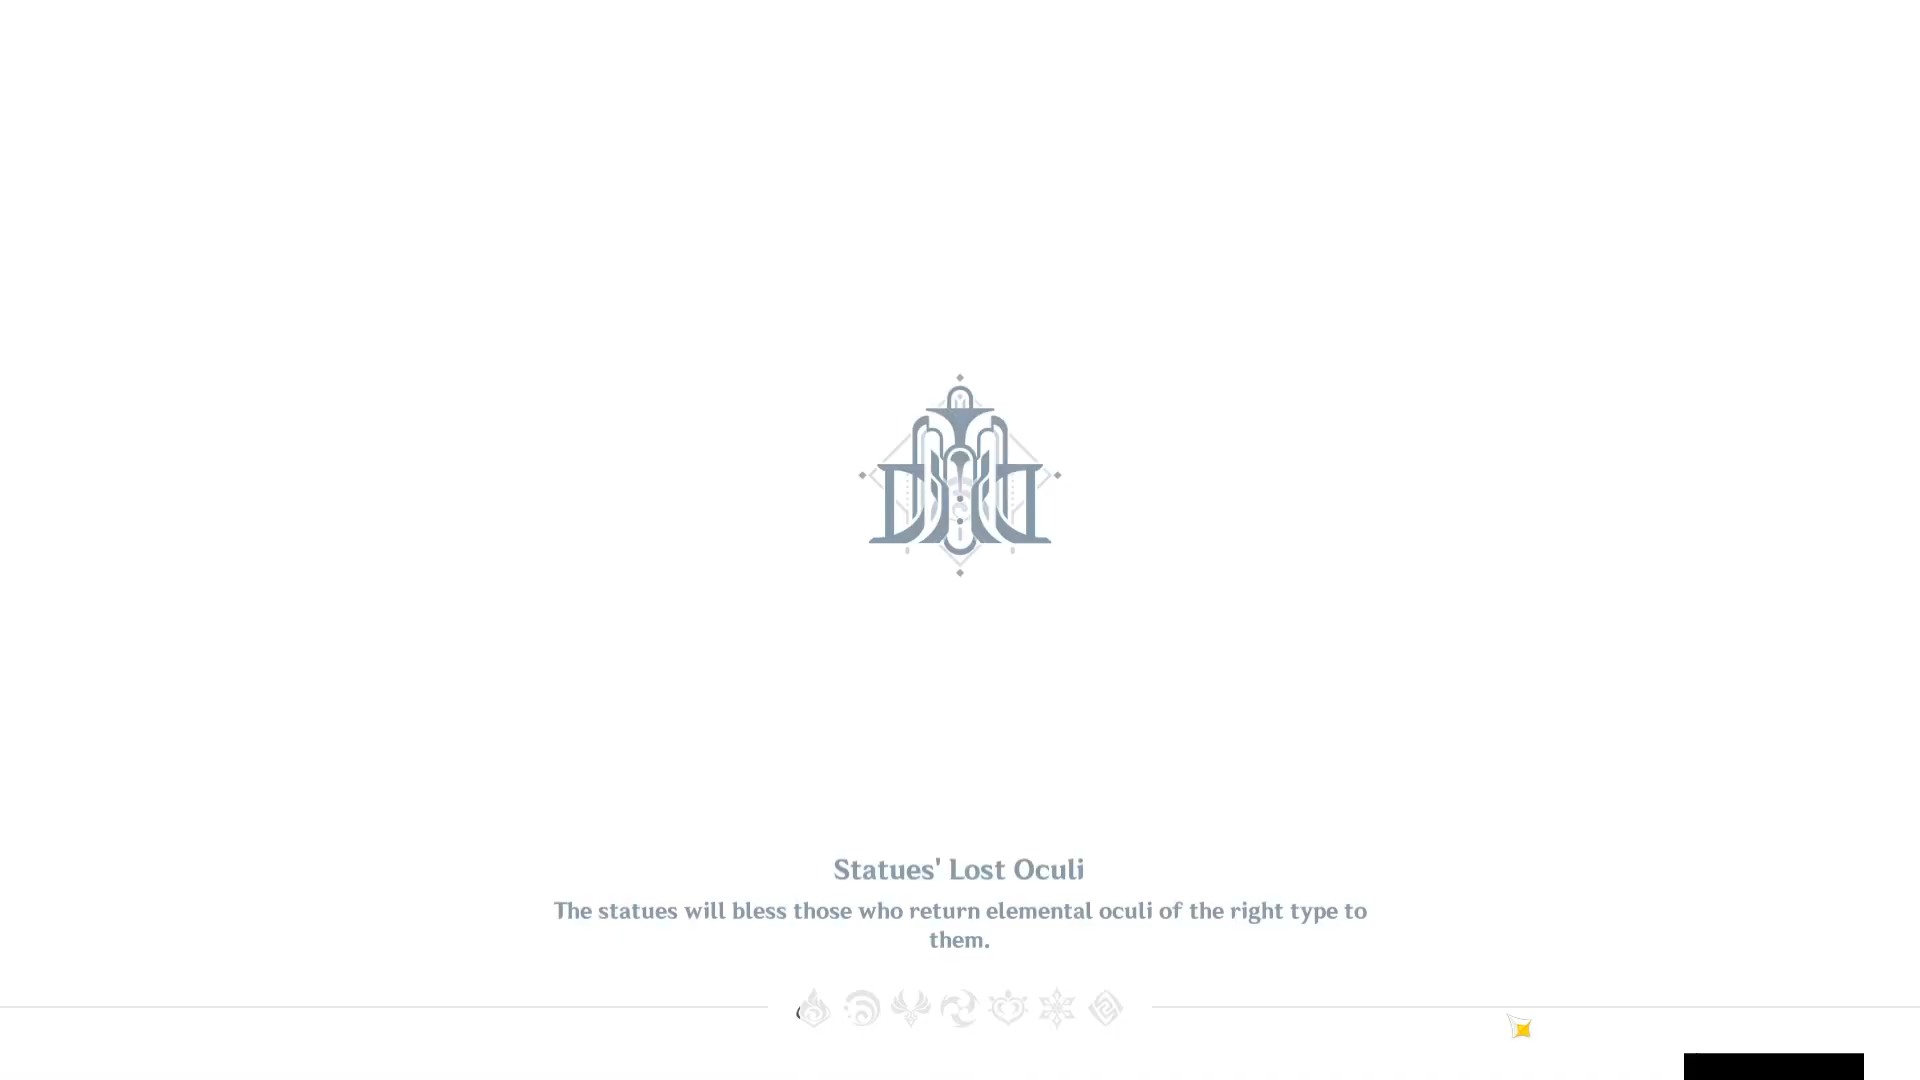 Statues' Lost Oculi
The statues will bless those who return elemental oculi of the right type to
them.